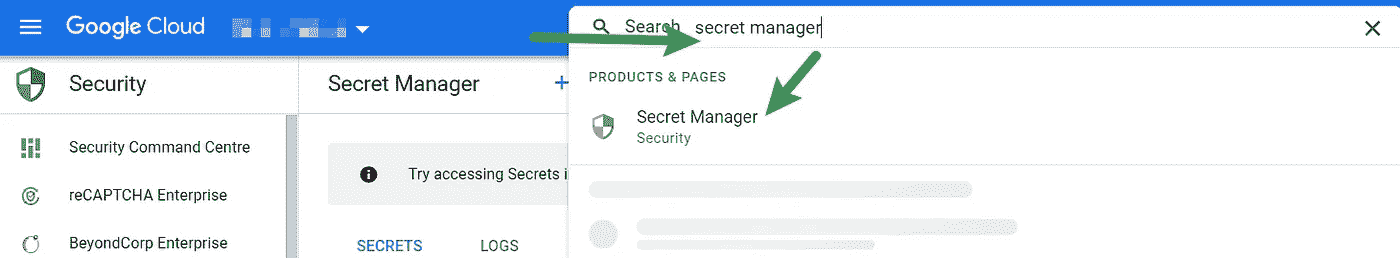 Google Cloud
Search secret manager
Security
Secret Manager
PRODUCTS & PAGES
Secret Manager
Security
Security Command Centre
Try accessing Secrets i
reCAPTCHA Enterprise
BeyondCorp Enterprise
SECRETS
LOGS